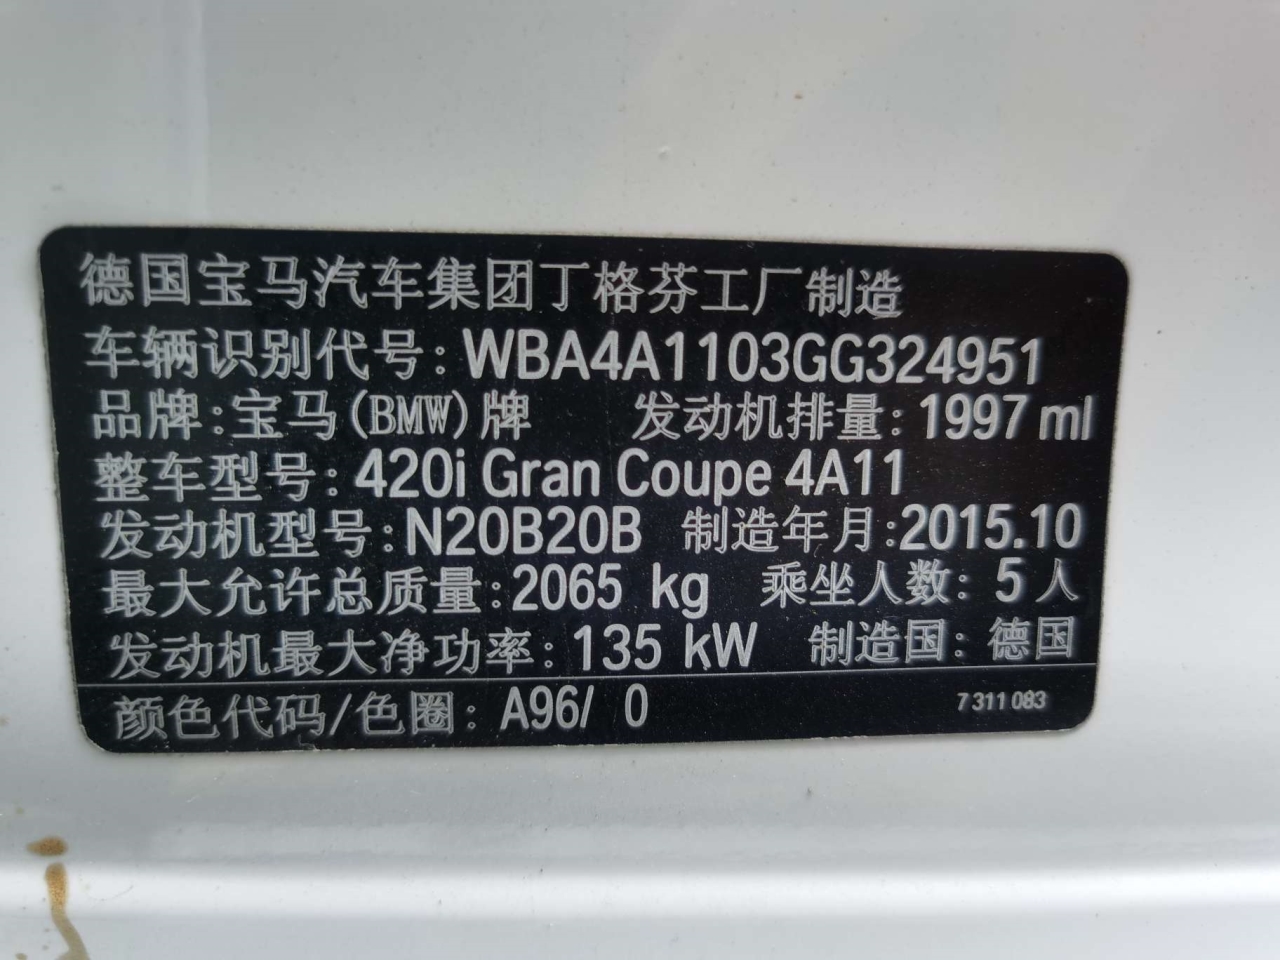 德国宝马汽车集团丁格芬工厂制造
车辆识别代号: WBA4A1103GG324951
品牌:宝马(BMW)牌 发动机排量: 1997 ml
整车型号: 420i Gran Coupe 4A11
发动机型号: N20B20B 制造年月:2015.10
最大允许总质量:2065 kg 乘坐人数: 5人
发动机最大净功率: 135 kW 制造国: 德国
颜色代码/色圈: A96/ 0 7 311 083